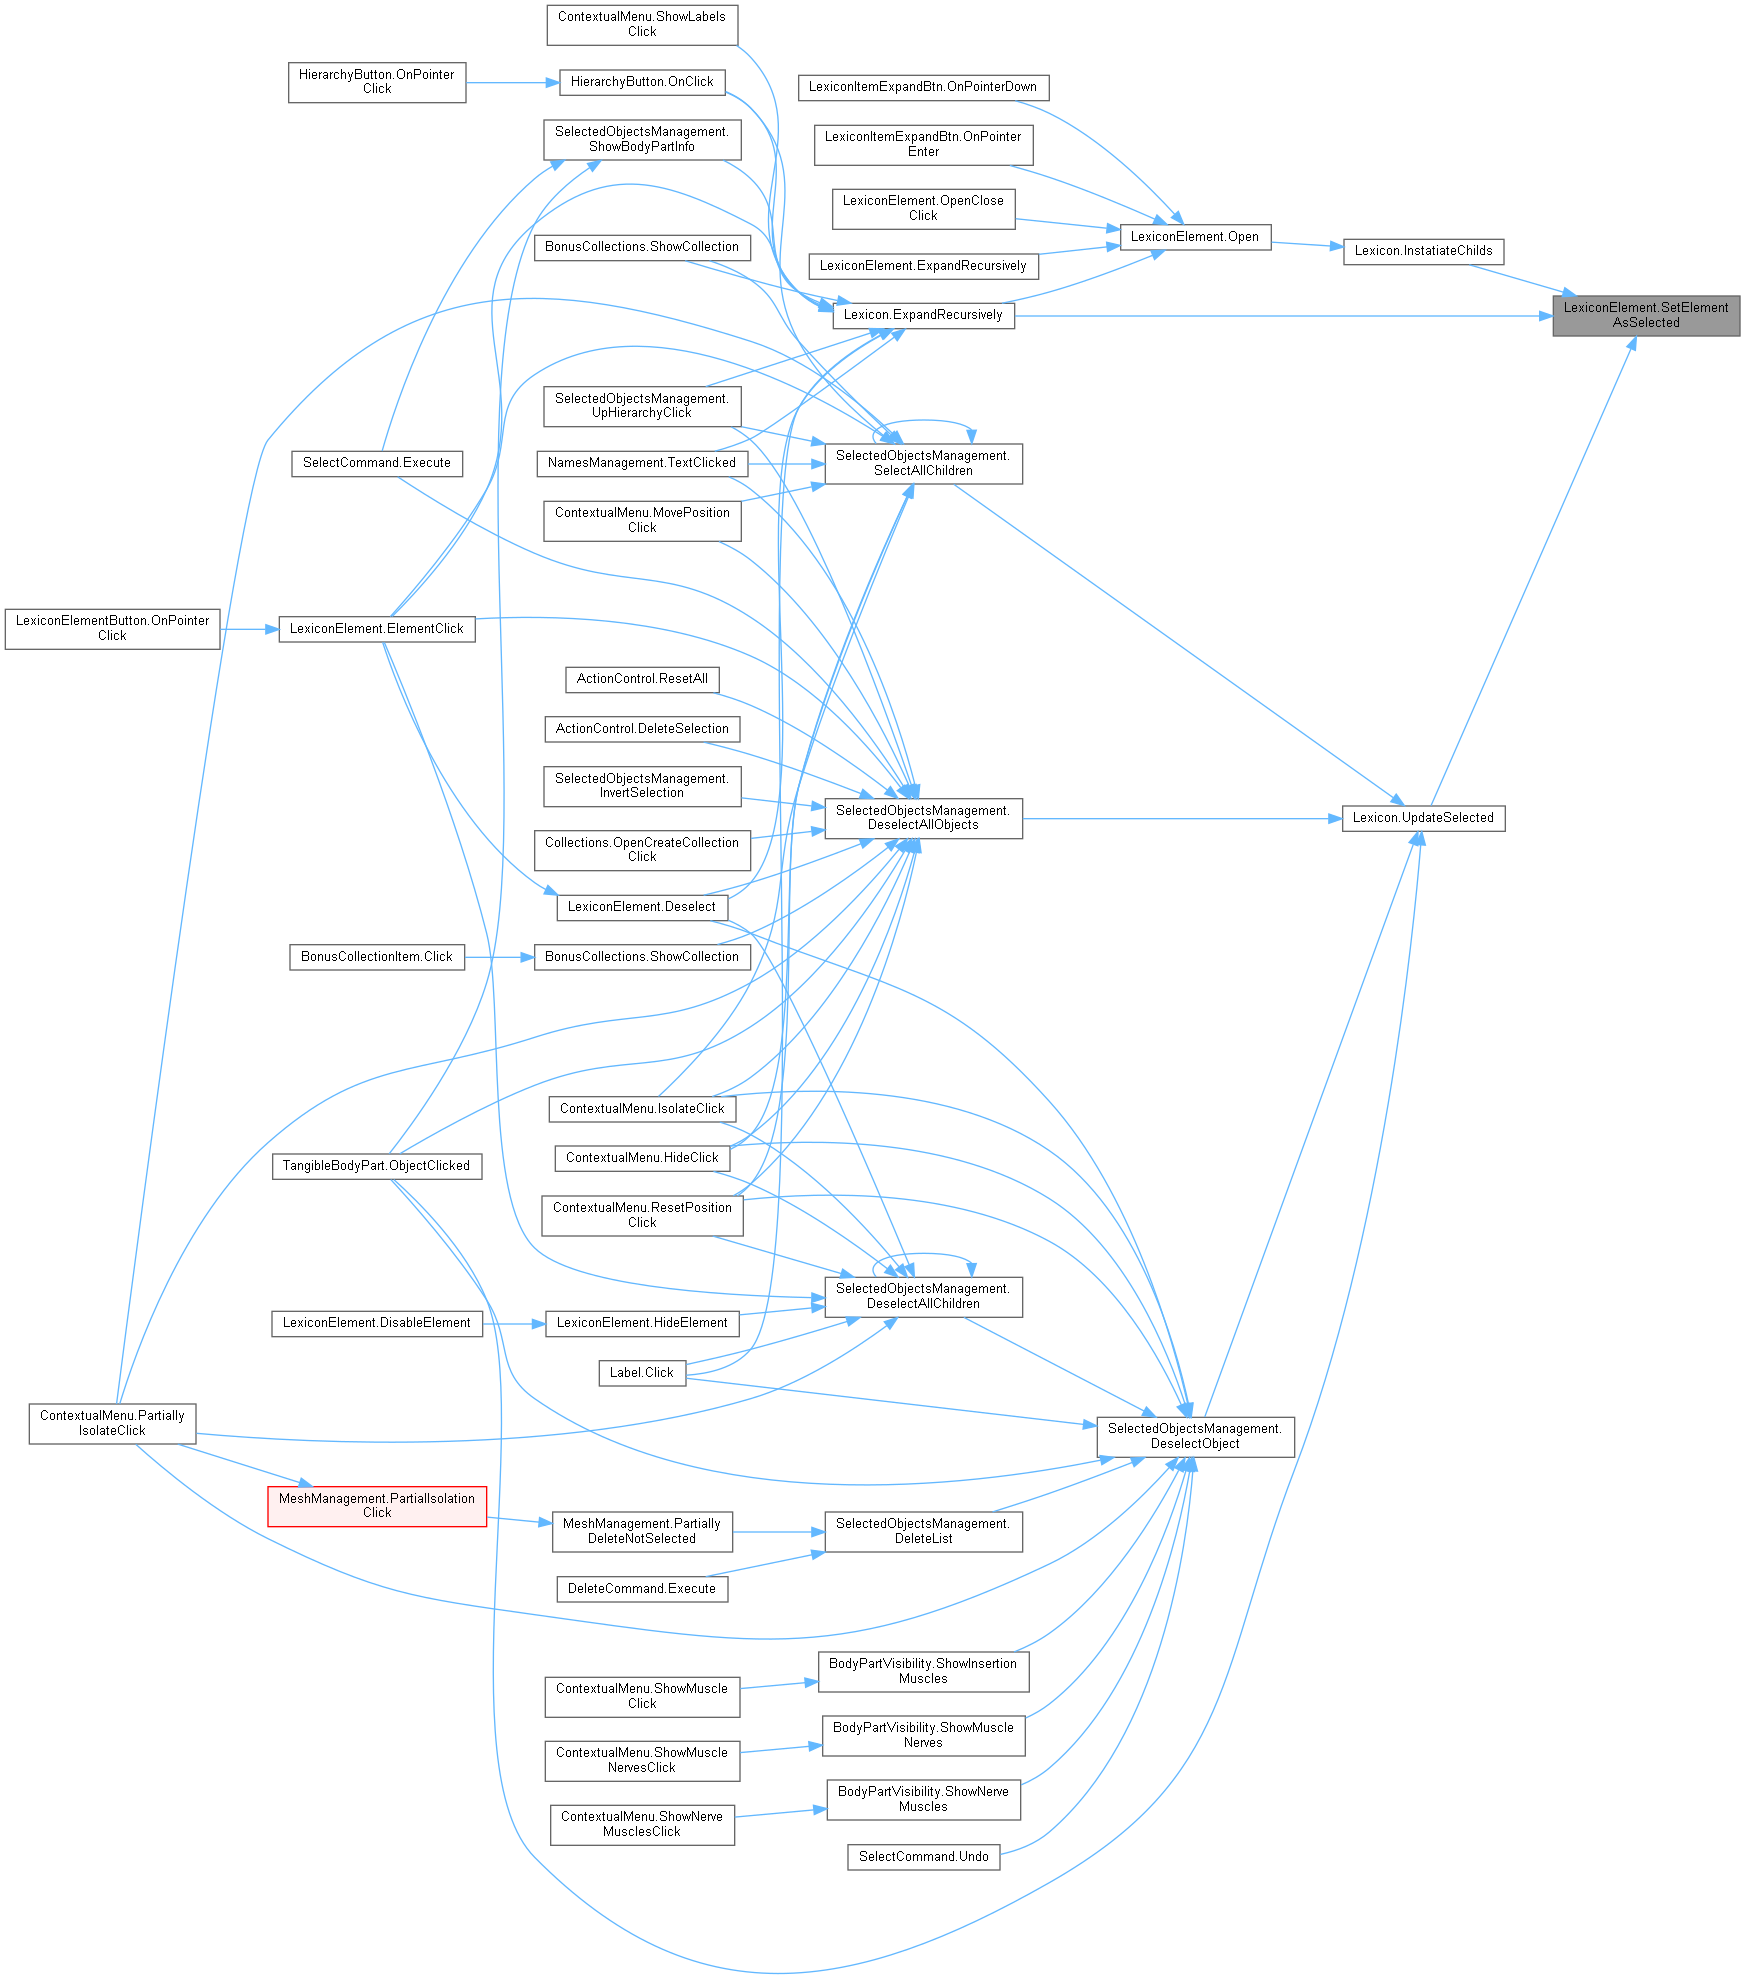 ContextualMenu.ShowLabels
Click
HierarchyButton.OnPointer
Click
HierarchyButton.OnClick
LexiconItemExpandBtn.OnPointerDown
SelectedObjectsManagement.
ShowBodyPartInfo
LexiconItemExpandBtn.OnPointer
Enter
LexiconElement.OpenClose
Click
LexiconElement.Open
BonusCollections.ShowCollection
Lexicon.InstatiateChilds
LexiconElement.ExpandRecursively
LexiconElement.SetElement
AsSelected
Lexicon.ExpandRecursively
SelectedObjectsManagement.
UpHierarchyClick
SelectCommand.Execute
NamesManagement.TextClicked
SelectedObjectsManagement.
SelectAllChildren
ContextualMenu.MovePosition
Click
LexiconElementButton.OnPointer
Click
LexiconElement.ElementClick
ActionControl.ResetAll
ActionControl.DeleteSelection
SelectedObjectsManagement.
InvertSelection
SelectedObjectsManagement.
DeselectAllObjects
Lexicon.UpdateSelected
Collections.OpenCreateCollection
Click
LexiconElement.Deselect
BonusCollectionItem.Click
BonusCollections.ShowCollection
ContextualMenu.IsolateClick
ContextualMenu.HideClick
TangibleBodyPart.ObjectClicked
ContextualMenu.ResetPosition
Click
SelectedObjectsManagement.
DeselectAllChildren
LexiconElement.DisableElement
LexiconElement.HideElement
Label.Click
ContextualMenu.Partially
IsolateClick
SelectedObjectsManagement.
DeselectObject
MeshManagement.PartialIsolation
Click
MeshManagement.Partially
DeleteNotSelected
SelectedObjectsManagement.
DeleteList
DeleteCommand.Execute
BodyPartVisibility.ShowInsertion
Muscles
ContextualMenu.ShowMuscle
Click
BodyPartVisibility.ShowMuscle
Nerves
ContextualMenu.ShowMuscle
NervesClick
BodyPartVisibility.ShowNerve
Muscles
ContextualMenu.ShowNerve
MusclesClick
SelectCommand.Undo